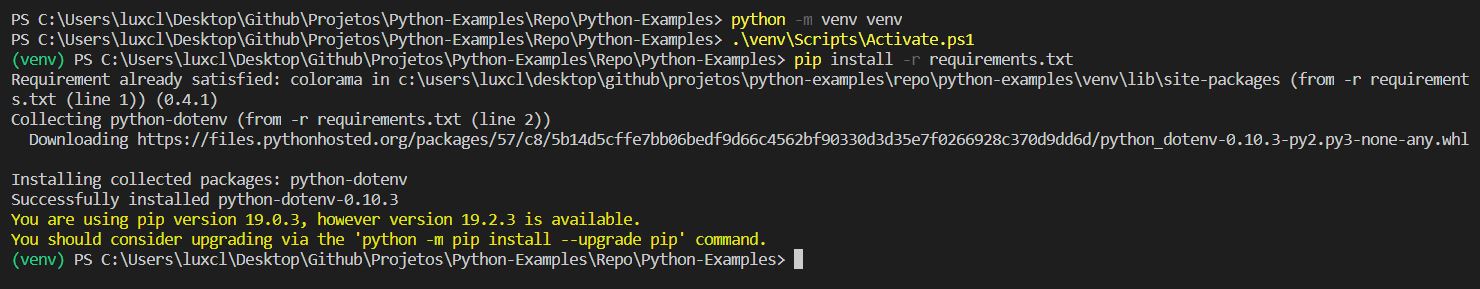 PS C:\Users\luxcl\Desktop\Github\Projetos\Python-Examples\Repo\Python-Examples> python -m venv venv
PS C:\Users\luxcl\Desktop\Github\Projetos\Python-Examples\Repo\Python-Examples> .\venv\Scripts\Activate.ps1
(venv) PS C:\Users\luxcl\Desktop\Github\Projetos\Python-Examples\Repo\Python-Examples> pip install -r requirements.txt
Requirement already satisfied: colorama in c:\users\luxcl\desktop\github\projetos\python-examples\repo\python-examples\venv\lib\site-packages (from -r requirement
s.txt (line 1)) (0.4.1)
Collecting python-dotenv (from -r requirements.txt (line 2))
  Downloading https://files.pythonhosted.org/packages/57/c8/5b14d5cffe7bb06bedf9d66c4562bf90330d3d35e7f0266928c370d9dd6d/python_dotenv-0.10.3-py2.py3-none-any.whl
Installing collected packages: python-dotenv
Successfully installed python-dotenv-0.10.3
You are using pip version 19.0.3, however version 19.2.3 is available.
You should consider upgrading via the 'python -m pip install --upgrade pip' command.
(venv) PS C:\Users\luxcl\Desktop\Github\Projetos\Python-Examples\Repo\Python-Examples>